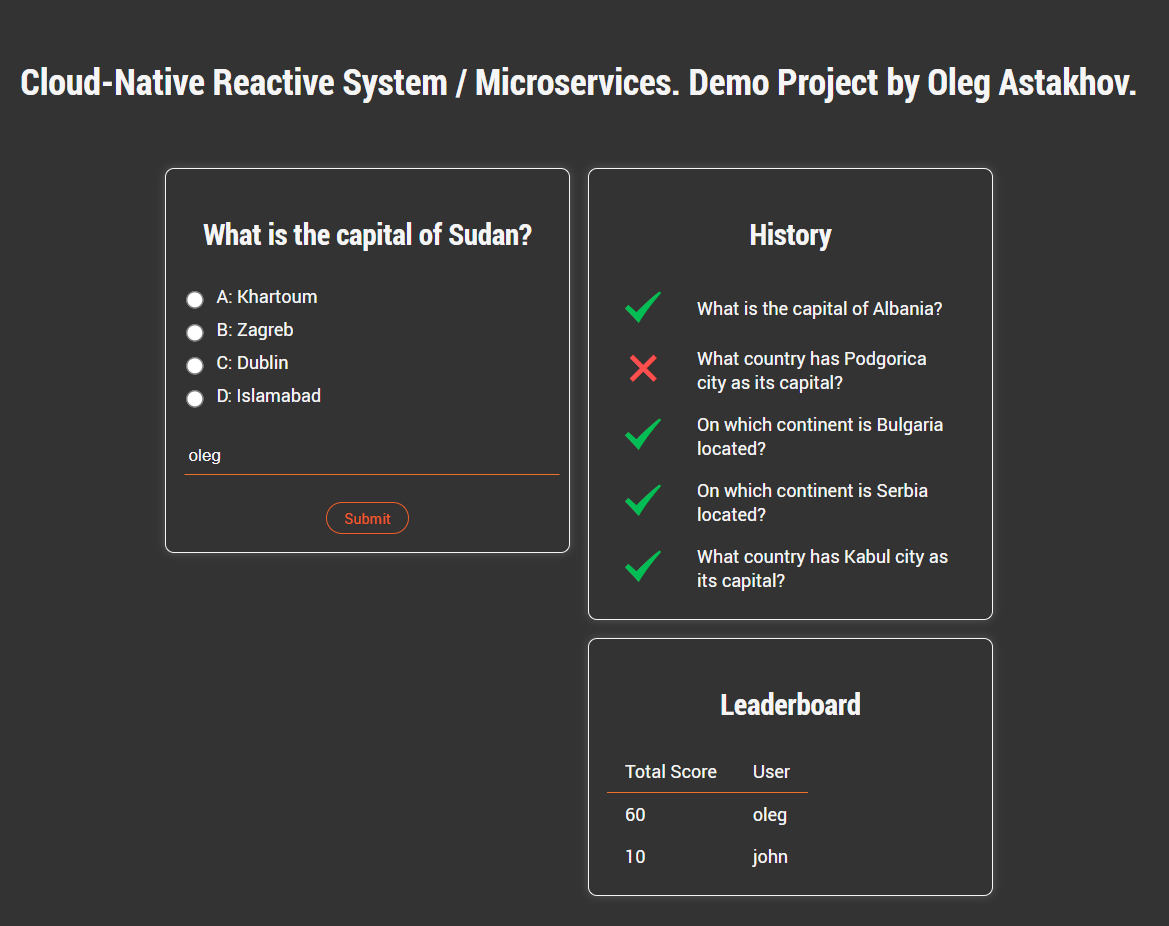 Cloud-Native Reactive System / Microservices. Demo Project by Oleg Astakhov.
What is the capital of Sudan?
A: Khartoum
B: Zagreb
C: Dublin
D: Islamabad
oleg
Submit
History
What is the capital of Albania?
What country has Podgorica
city as its capital?
On which continent is Bulgaria
located?
On which continent is Serbia
located?
What country has Kabul city as
its capital?
Leaderboard
Total Score User
60 oleg
10 john